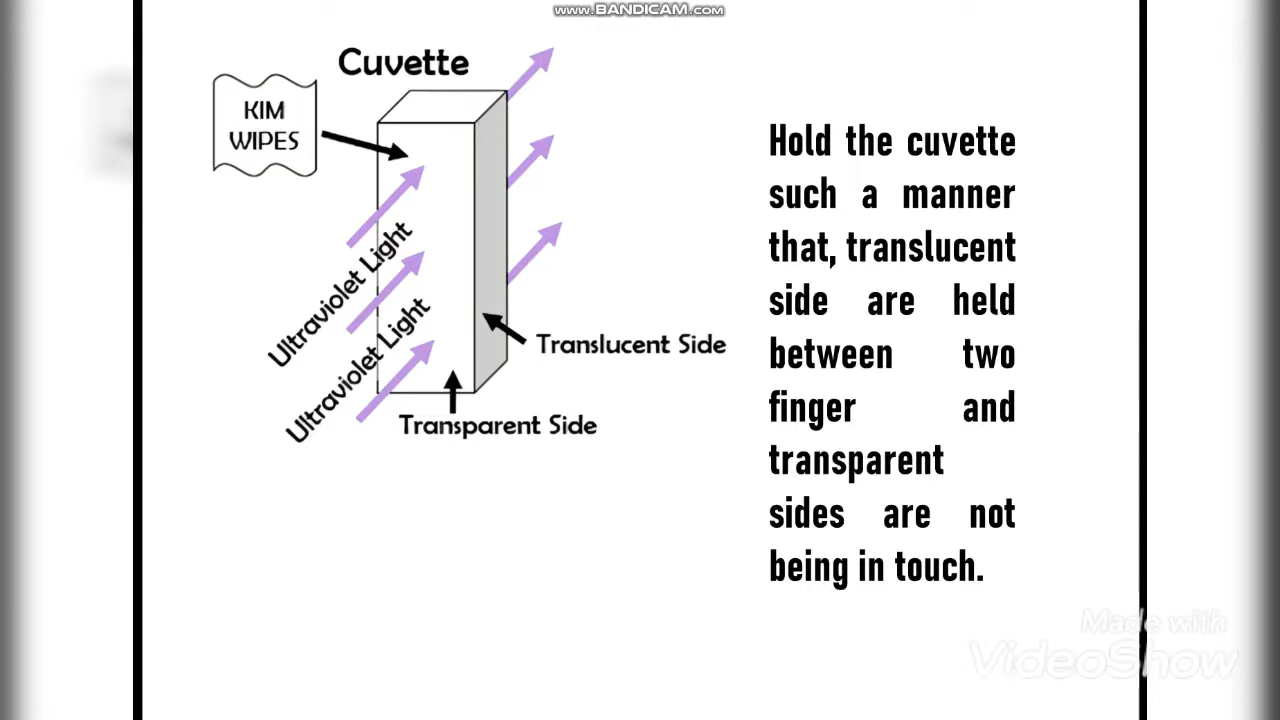 WWW.BANDICAM.COM
Cuvette
KIM
WIPES
Ultraviolet Light
Ultraviolet Light
Translucent Side
Transparent Side
Hold the cuvette
such a manner
that, translucent
side are held
between two
finger and
transparent
sides are not
being in touch.
Made with
VideoShow